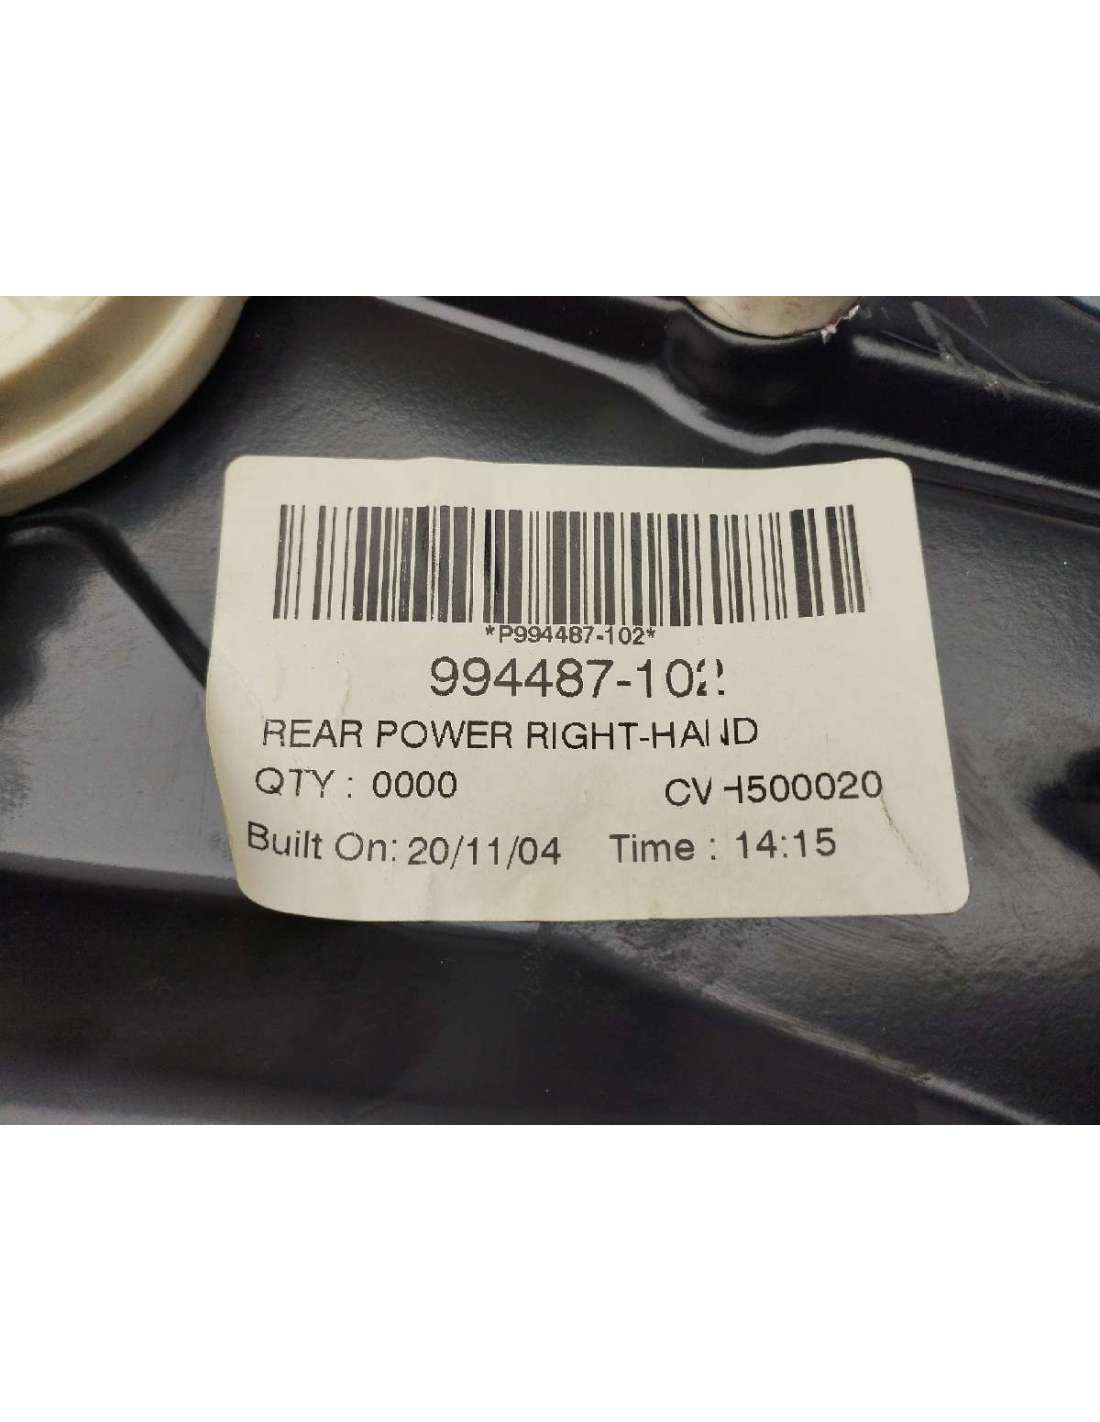 *P994487-102*
994487-102
REAR POWER RIGHT-HAND
QTY : 0000 CVH500020
Built On: 20/11/04 Time : 14:15